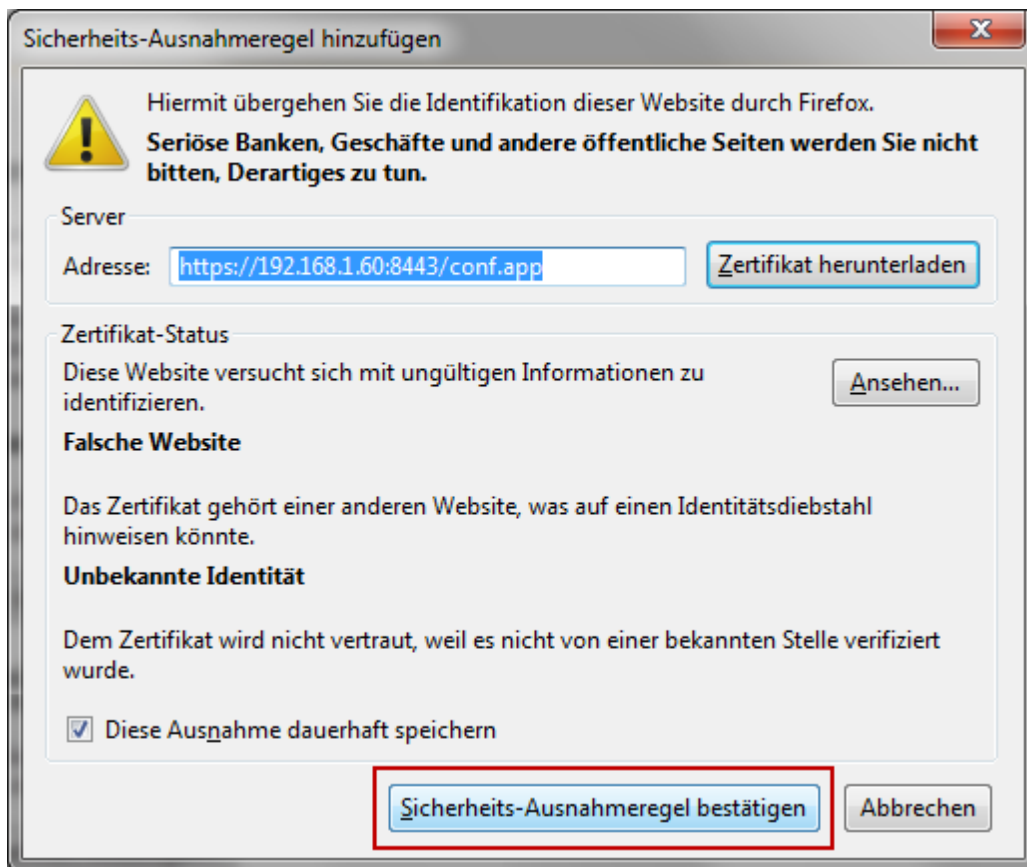 Sicherheits-Ausnahmeregel hinzufügen
Hiermit übergehen Sie die Identifikation dieser Website durch Firefox.
Seriöse Banken, Geschäfte und andere öffentliche Seiten werden Sie nicht
bitten, Derartiges zu tun.
Server
Adresse: https://192.168.1.60:8443/conf.app Zertifikat herunterladen
Zertifikat-Status
Diese Website versucht sich mit ungültigen Informationen zu
identifizieren.
Ansehen...
Falsche Website
Das Zertifikat gehört einer anderen Website, was auf einen Identitätsdiebstahl
hinweisen könnte.
Unbekannte Identität
Dem Zertifikat wird nicht vertraut, weil es nicht von einer bekannten Stelle verifiziert
wurde.
Diese Ausnahme dauerhaft speichern
Sicherheits-Ausnahmeregel bestätigen Abbrechen